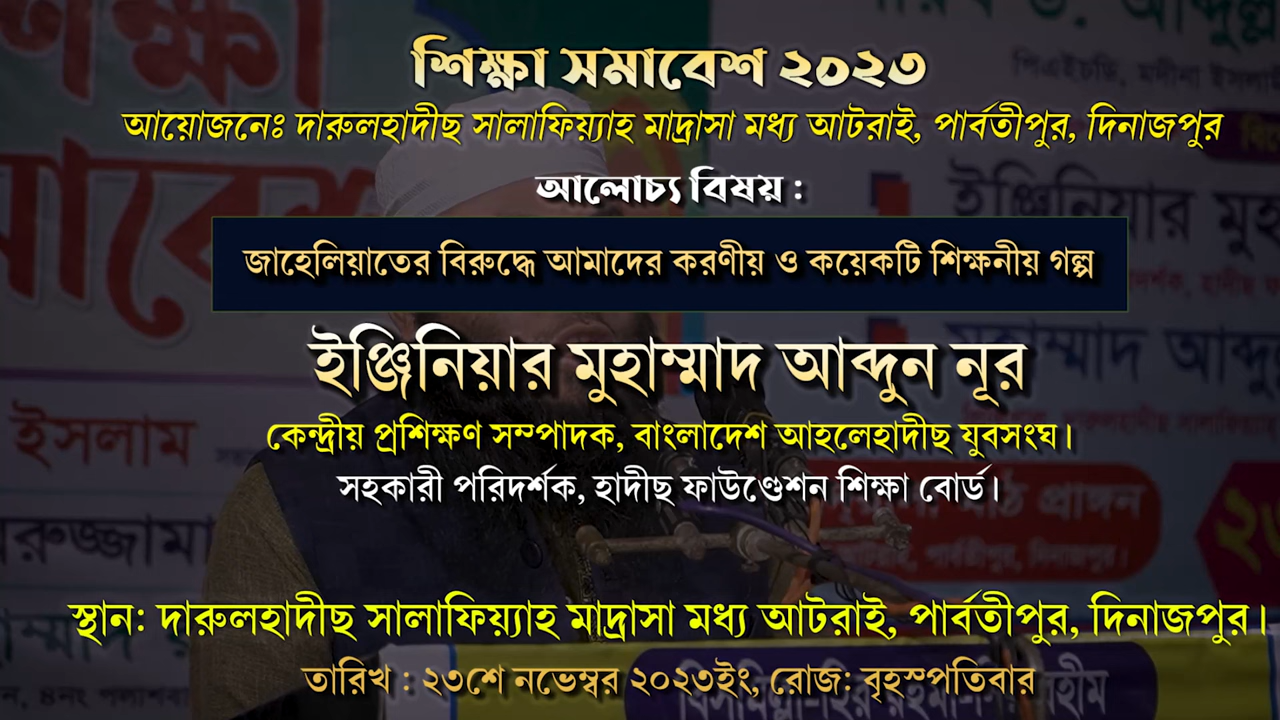 শিক্ষা সমাবেশ ২০২৩
আয়োজনেঃ দারুলহাদীছ সালাফিয়্যাহ মাদ্রাসা মধ্য আটরাই, পার্বতীপুর, দিনাজপুর
আলোচ্য বিষয় :
জাহেলিয়াতের বিরুদ্ধে আমাদের করণীয় ও কয়েকটি শিক্ষনীয় গল্প
ইঞ্জিনিয়ার মুহাম্মাদ আব্দুন নূর
কেন্দ্রীয় প্রশিক্ষণ সম্পাদক, বাংলাদেশ আহলেহাদীছ যুবসংঘ।
সহকারী পরিদর্শক, হাদীছ ফাউণ্ডেশন শিক্ষা বোর্ড।
স্থান: দারুলহাদীছ সালাফিয়্যাহ মাদ্রাসা মধ্য আটরাই, পার্বতীপুর, দিনাজপুর।
তারিখ : ২৩শে নভেম্বর ২০২৩ইং, রোজ: বৃহস্পতিবার
ইসলাম